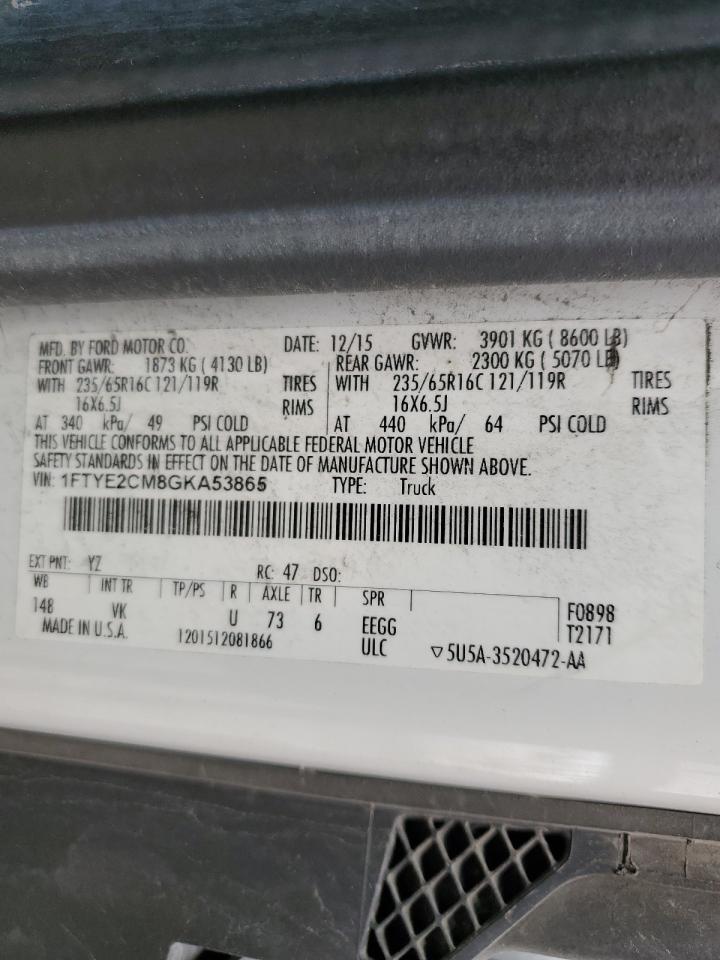 MFD. BY FORD MOTOR CO. DATE: 12/15 GVWR: 3901 KG ( 8600 LB)
FRONT GAWR: 1873 KG ( 4130 LB) REAR GAWR: 2300 KG ( 5070 LB)
WITH 235/65R16C 121/119R TIRES WITH 235/65R16C 121/119R TIRES
16X6.5J RIMS 16X6.5J RIMS
AT 340 kPa/ 49 PSI COLD AT 440 kPa/ 64 PSI COLD
THIS VEHICLE CONFORMS TO ALL APPLICABLE FEDERAL MOTOR VEHICLE
SAFETY STANDARDS IN EFFECT ON THE DATE OF MANUFACTURE SHOWN ABOVE.
VIN: 1FTYE2CM8GKA53865 TYPE: Truck
EXT PNT: YZ RC: 47 DSO:
WB INT TR TP/PS R AXLE TR SPR
148 VK U 73 6 EEGG F0898
MADE IN U.S.A. 1201512081866 ULC T2171
▽5U5A-3520472-AA